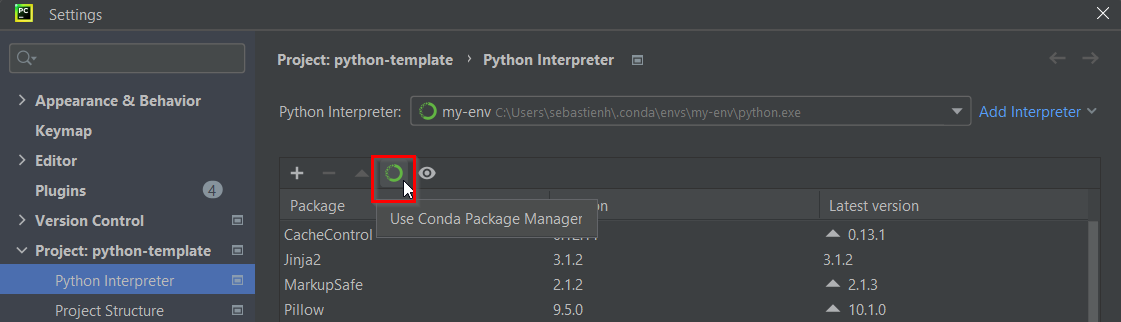 PC Settings
Appearance & Behavior
Keymap
Editor
Plugins 4
Version Control
Project: python-template
Python Interpreter
Project Structure
Project: python-template › Python Interpreter
Python Interpreter: my-env C:\Users\sebastienh\.conda\envs\my-env\python.exe Add Interpreter
Package Latest version
Use Conda Package Manager
CacheControl 0.13.1
Jinja2 3.1.2 3.1.2
MarkupSafe 2.1.2 2.1.3
Pillow 9.5.0 10.1.0